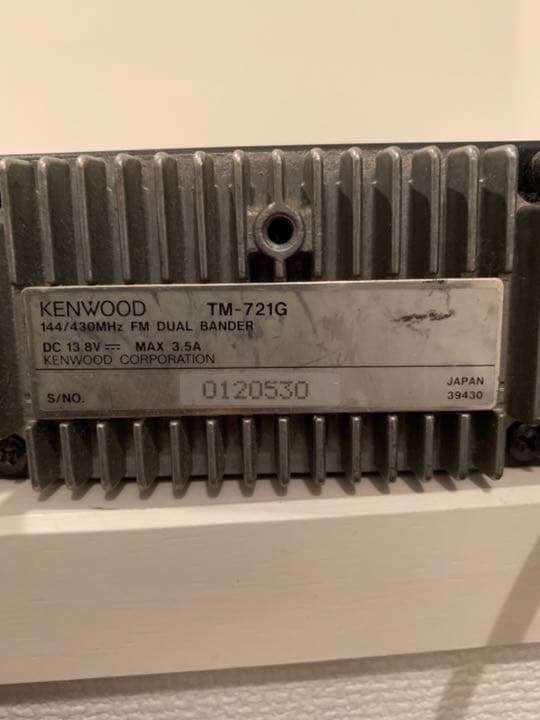 KENWOOD TM-721G
144/430MHz FM DUAL BANDER
DC 13.8V ⎓ MAX 3.5A
KENWOOD CORPORATION
S/NO. 0120530 JAPAN
39430